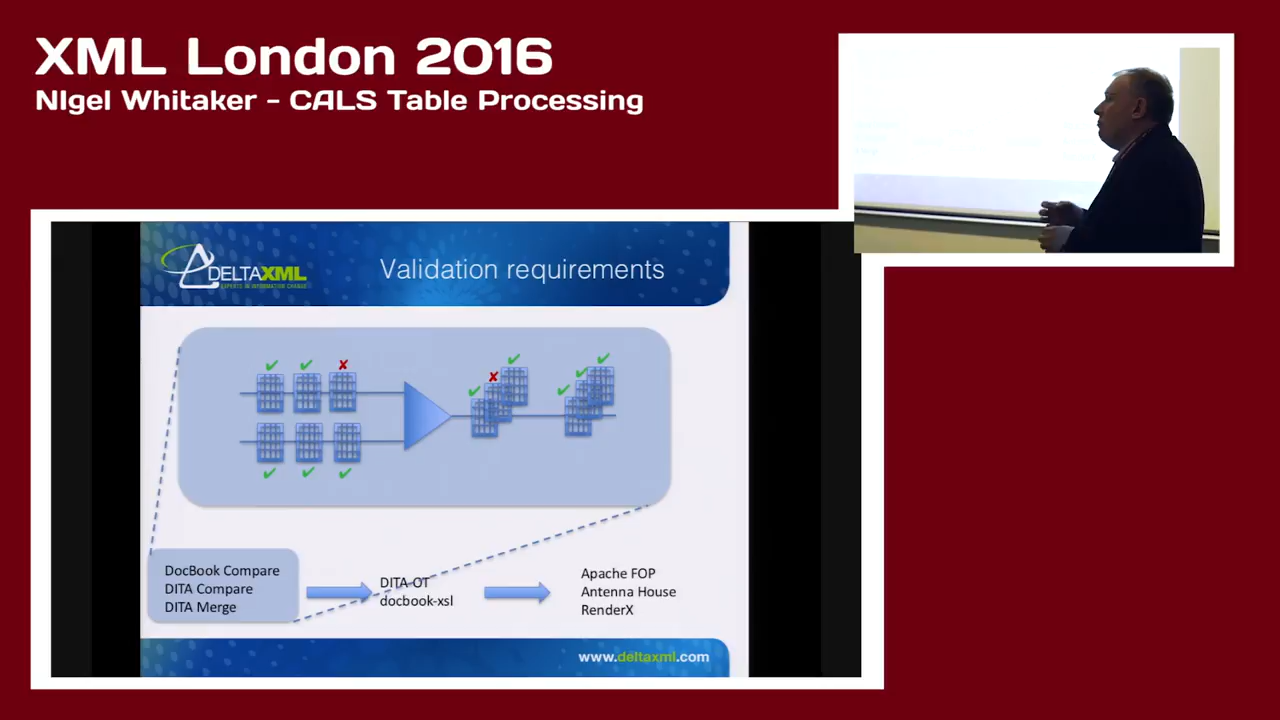 XML London 2016
NIgel Whitaker - CALS Table Processing
DELTAXML
EXPERTS IN INFORMATION CHANGE
Validation requirements
DocBook Compare
DITA Compare
DITA Merge
DITA-OT
docbook-xsl
Apache FOP
Antenna House
RenderX
www.deltaxml.com